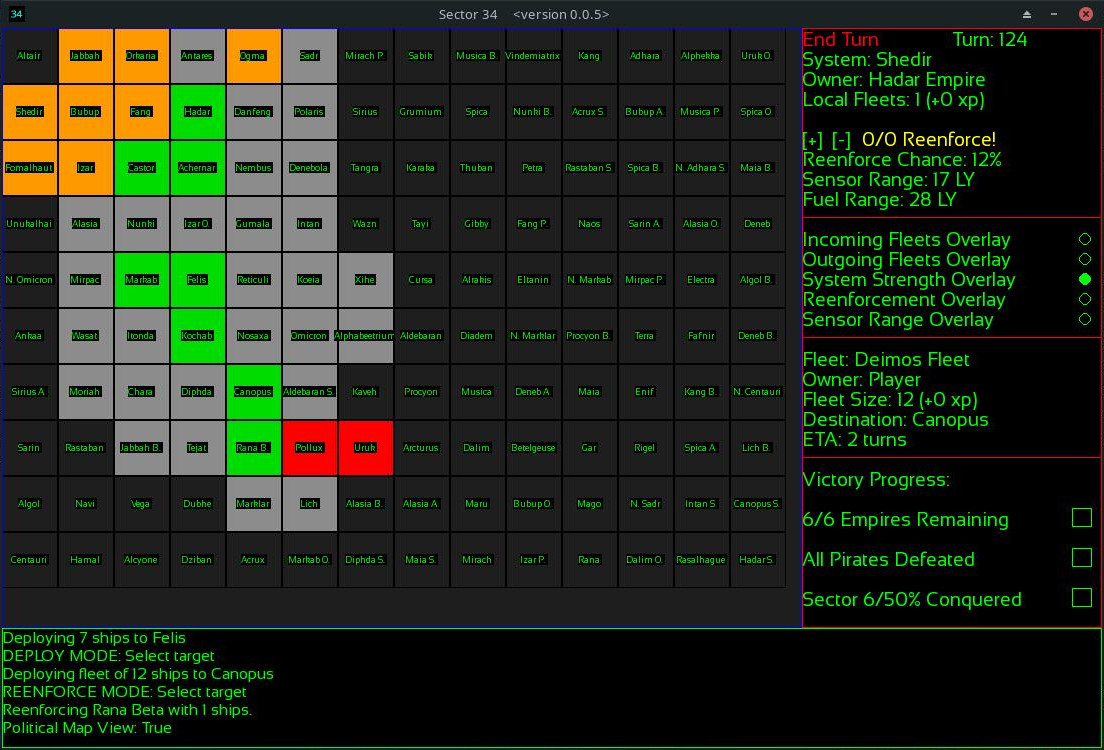 34 Sector 34 <version 0.0.5>
Altair Jabbah Orkaria Antares Ogma Sadr Mirach P. Sabik Musica B. Vindemiatrix Kang Adhara Alphekka Uruk O.
Shedir Bubup Fang Hadar Danfeng Polaris Sirius Grumium Spica Nunki B. Acrux S. Bubup A. Musica P. Spica O.
Fomalhaut Izar Castor Achernar Nembus Denebola Tangra Karaka Thuban Petra Rastaban S. Spica B. N. Adhara S. Maia B.
Unukalhai Alasia Nunki Izar O. Gumala Intan Wazn Tayi Gibby Fang P. Naos Sarin A. Alasia O. Deneb
N. Omicron Mirpac Markab Felis Reticuli Koeia Xihe Cursa Alrakis Eltanin N. Markab Mirpac P. Electra Algol B.
Ankaa Wasat Itonda Kochab Nosaxa Omicron Alphabeetrium Aldebaran Diadem N. Marklar Procyon B. Terra Fafnir Deneb B.
Sirius A. Moriah Chara Diphda Canopus Aldebaran S. Kaveh Procyon Musica Deneb A. Maia Enif Kang B. N. Centauri
Sarin Rastaban Jabbah B. Tejat Rana B. Pollux Uruk Arcturus Dalim Betelgeuse Gar Rigel Spica A. Lich B.
Algol Navi Vega Dubhe Marklar Lich Alasia B. Alasia A. Maru Bubup O. Mago N. Sadr Intan S. Canopus S.
Centauri Hamal Alcyone Dziban Acrux Markab O. Diphda S. Maia S. Mirach Izar P. Rana Dalim O. Rasalhague Hadar S.
End Turn Turn: 124
System: Shedir
Owner: Hadar Empire
Local Fleets: 1 (+0 xp)
[+] [-] 0/0 Reenforce!
Reenforce Chance: 12%
Sensor Range: 17 LY
Fuel Range: 28 LY
Incoming Fleets Overlay
Outgoing Fleets Overlay
System Strength Overlay
Reenforcement Overlay
Sensor Range Overlay
Fleet: Deimos Fleet
Owner: Player
Fleet Size: 12 (+0 xp)
Destination: Canopus
ETA: 2 turns
Victory Progress:
6/6 Empires Remaining
All Pirates Defeated
Sector 6/50% Conquered
Deploying 7 ships to Felis
DEPLOY MODE: Select target
Deploying fleet of 12 ships to Canopus
REENFORCE MODE: Select target
Reenforcing Rana Beta with 1 ships.
Political Map View: True